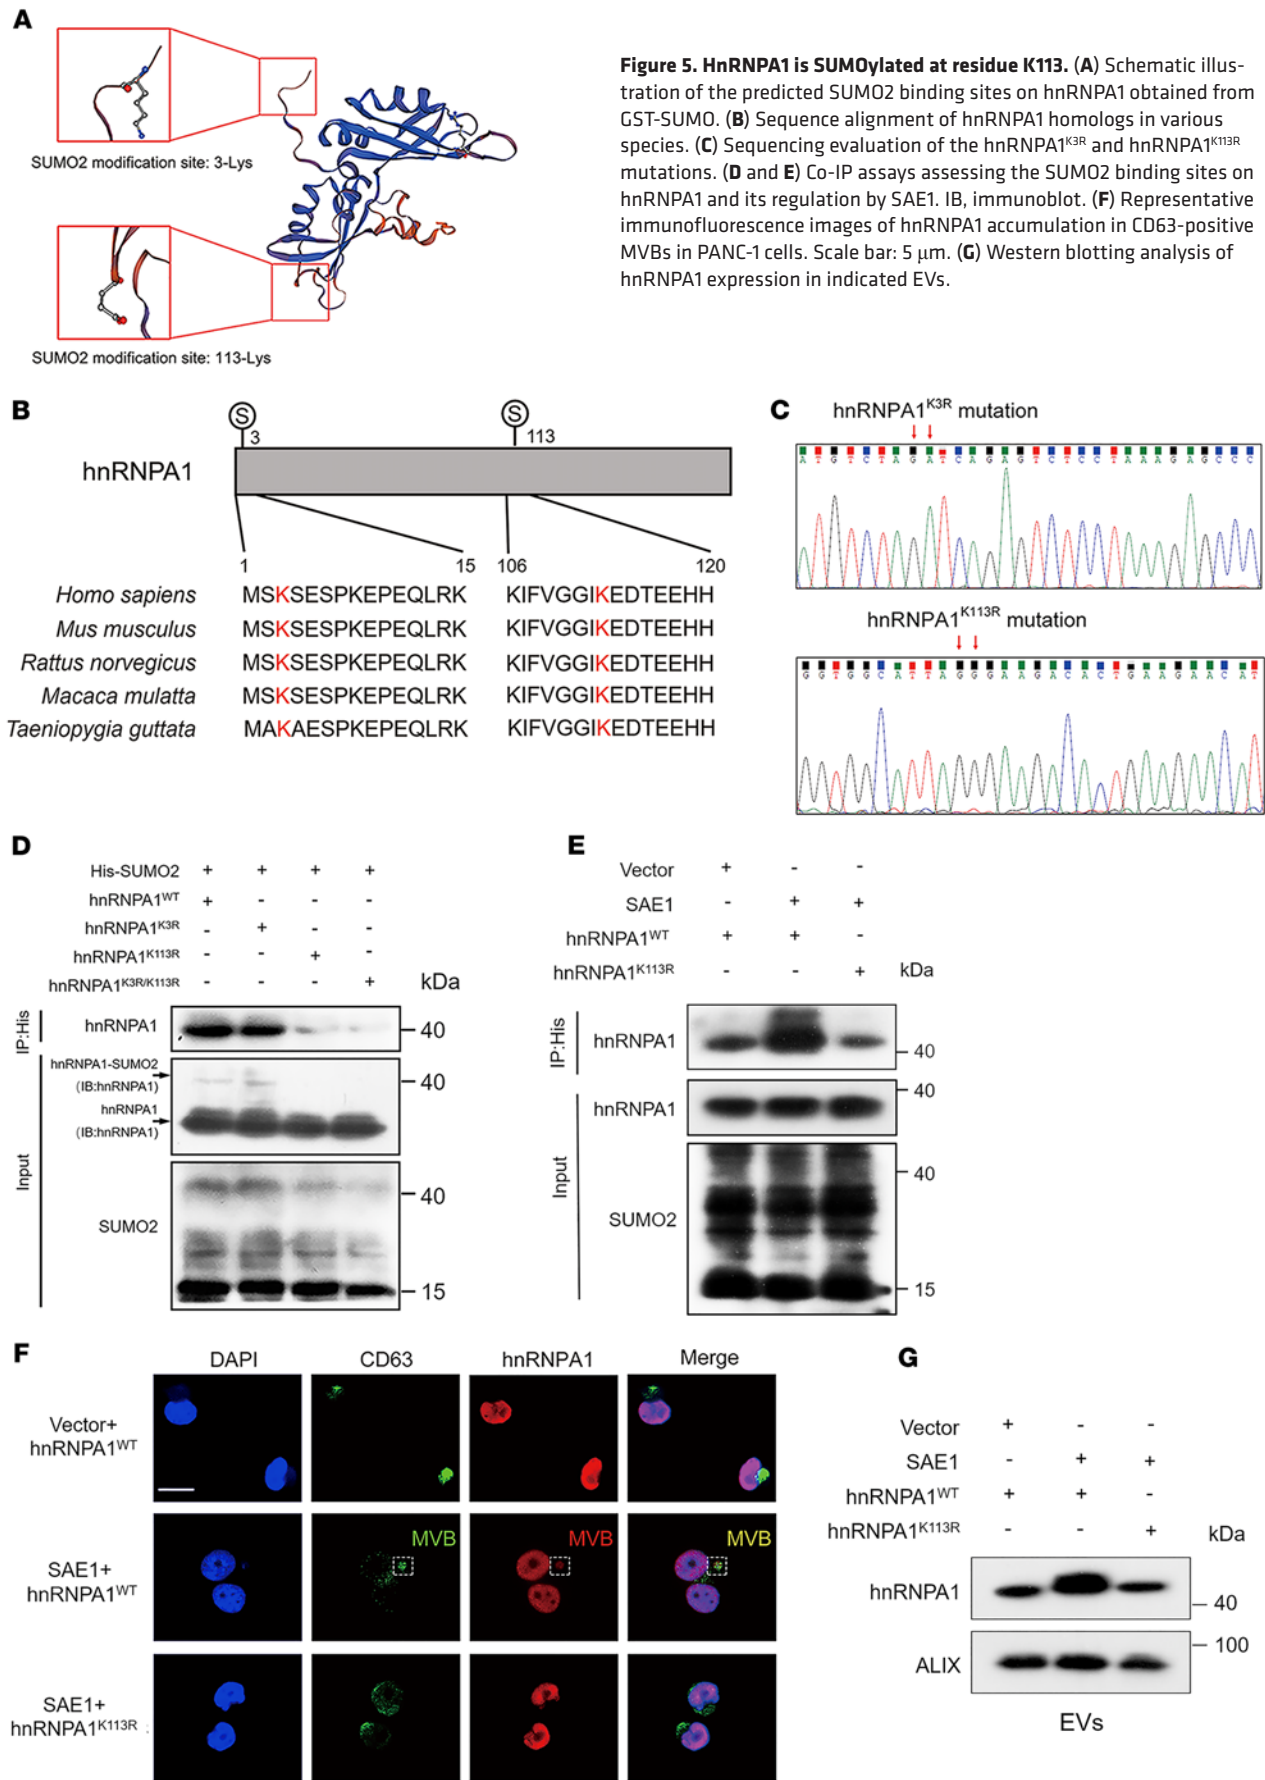 A
SUMO2 modification site: 3-Lys
SUMO2 modification site: 113-Lys
Figure 5. HnRNPA1 is SUMOylated at residue K113. (A) Schematic illus-
tration of the predicted SUMO2 binding sites on hnRNPA1 obtained from
GST-SUMO. (B) Sequence alignment of hnRNPA1 homologs in various
species. (C) Sequencing evaluation of the hnRNPA1K3R and hnRNPA1K113R
mutations. (D and E) Co-IP assays assessing the SUMO2 binding sites on
hnRNPA1 and its regulation by SAE1. IB, immunoblot. (F) Representative
immunofluorescence images of hnRNPA1 accumulation in CD63-positive
MVBs in PANC-1 cells. Scale bar: 5 μm. (G) Western blotting analysis of
hnRNPA1 expression in indicated EVs.
B
S S
3 113
hnRNPA1
1 15 106 120
Homo sapiens MSKSESPKEPEQLRK KIFVGGIKEDTEEHH
Mus musculus MSKSESPKEPEQLRK KIFVGGIKEDTEEHH
Rattus norvegicus MSKSESPKEPEQLRK KIFVGGIKEDTEEHH
Macaca mulatta MSKSESPKEPEQLRK KIFVGGIKEDTEEHH
Taeniopygia guttata MAKAESPKEPEQLRK KIFVGGIKEDTEEHH
C
hnRNPA1K3R mutation
A T G T C T A G A T C A G A G T C T C C T A A A G A G C C C
hnRNPA1K113R mutation
G G T G G C A T T A G G G A A G A C A C T G A A G A A C A T
D
His-SUMO2 + + + +
hnRNPA1WT + - - -
hnRNPA1K3R - + - -
hnRNPA1K113R - - + -
hnRNPA1K3R/K113R - - - + kDa
IP:His
hnRNPA1 40
Input
hnRNPA1-SUMO2
(IB:hnRNPA1) 40
hnRNPA1
(IB:hnRNPA1)
40
SUMO2
15
E
Vector + - -
SAE1 - + +
hnRNPA1WT + + -
hnRNPA1K113R - - + kDa
IP:His
hnRNPA1 40
Input
40
hnRNPA1
40
SUMO2
15
F
DAPI CD63 hnRNPA1 Merge
Vector+
hnRNPA1WT
MVB MVB MVB
SAE1+
hnRNPA1WT
SAE1+
hnRNPA1K113R
G
Vector + - -
SAE1 - + +
hnRNPA1WT + + -
hnRNPA1K113R - - + kDa
hnRNPA1 40
100
ALIX
EVs